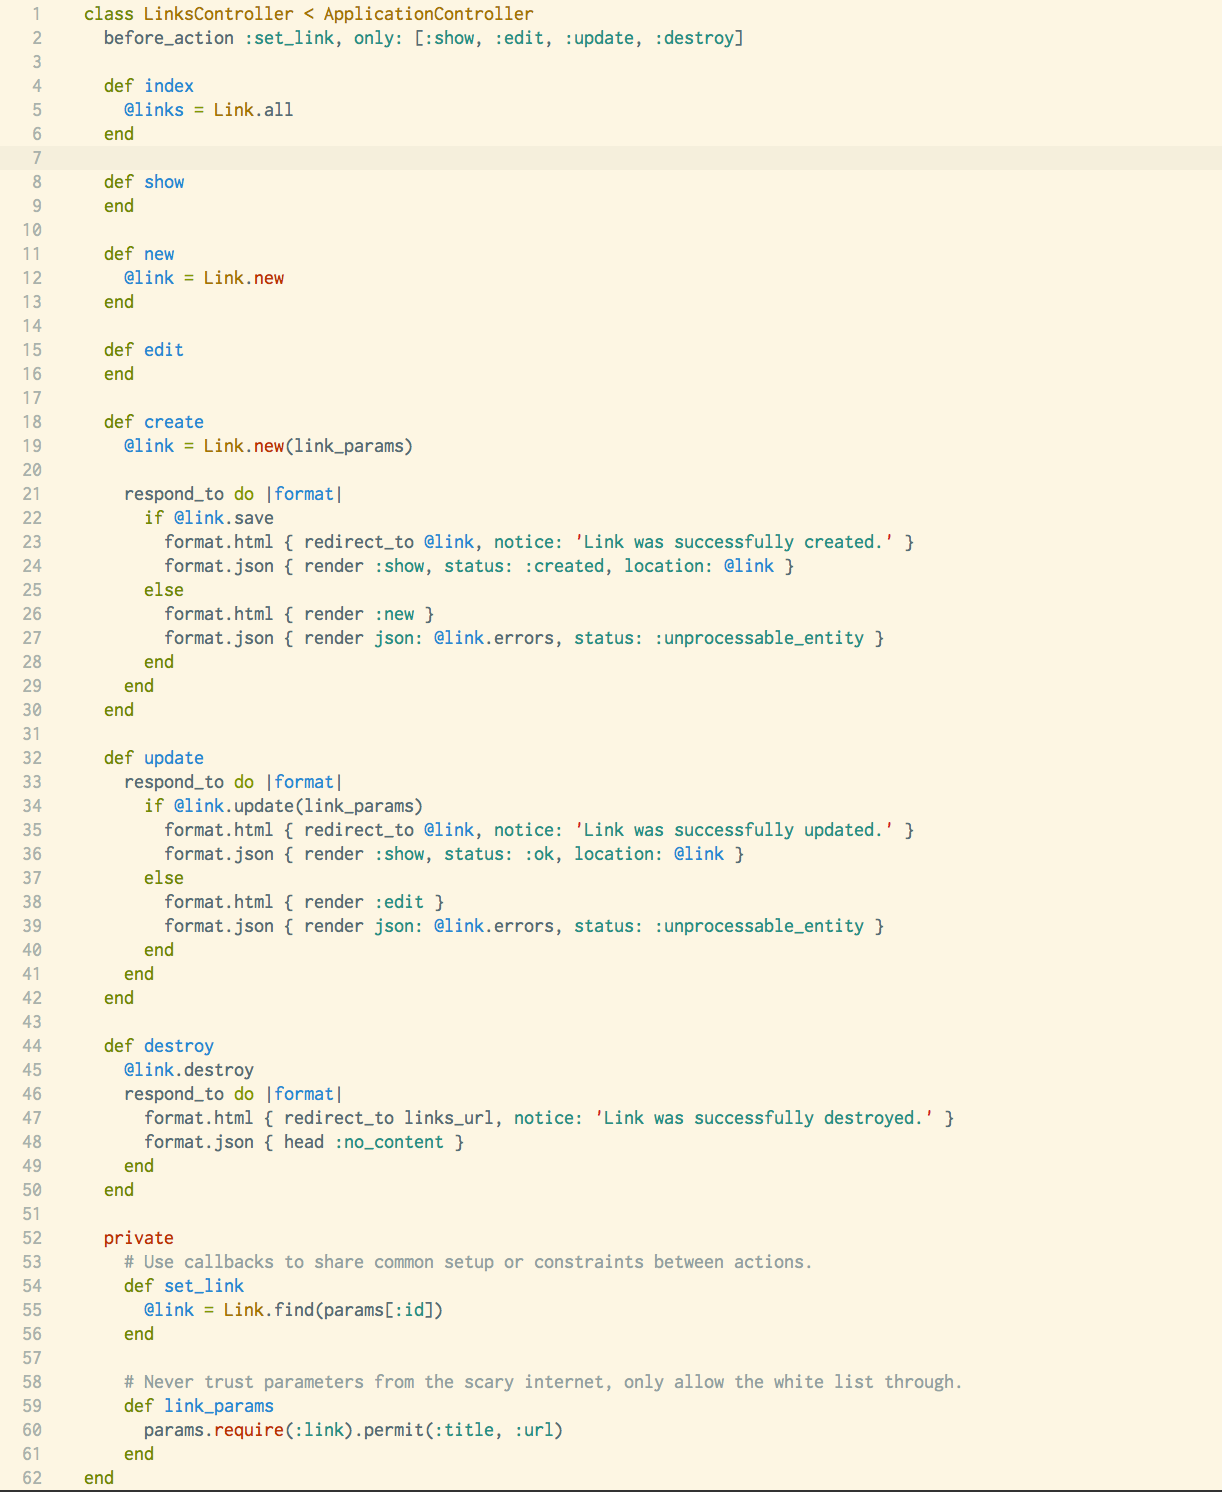 1 class LinksController < ApplicationController
2   before_action :set_link, only: [:show, :edit, :update, :destroy]
3
4   def index
5     @links = Link.all
6   end
7
8   def show
9   end
10
11   def new
12     @link = Link.new
13   end
14
15   def edit
16   end
17
18   def create
19     @link = Link.new(link_params)
20
21     respond_to do |format|
22       if @link.save
23         format.html { redirect_to @link, notice: 'Link was successfully created.' }
24         format.json { render :show, status: :created, location: @link }
25       else
26         format.html { render :new }
27         format.json { render json: @link.errors, status: :unprocessable_entity }
28       end
29     end
30   end
31
32   def update
33     respond_to do |format|
34       if @link.update(link_params)
35         format.html { redirect_to @link, notice: 'Link was successfully updated.' }
36         format.json { render :show, status: :ok, location: @link }
37       else
38         format.html { render :edit }
39         format.json { render json: @link.errors, status: :unprocessable_entity }
40       end
41     end
42   end
43
44   def destroy
45     @link.destroy
46     respond_to do |format|
47       format.html { redirect_to links_url, notice: 'Link was successfully destroyed.' }
48       format.json { head :no_content }
49     end
50   end
51
52   private
53     # Use callbacks to share common setup or constraints between actions.
54     def set_link
55       @link = Link.find(params[:id])
56     end
57
58     # Never trust parameters from the scary internet, only allow the white list through.
59     def link_params
60       params.require(:link).permit(:title, :url)
61     end
62 end